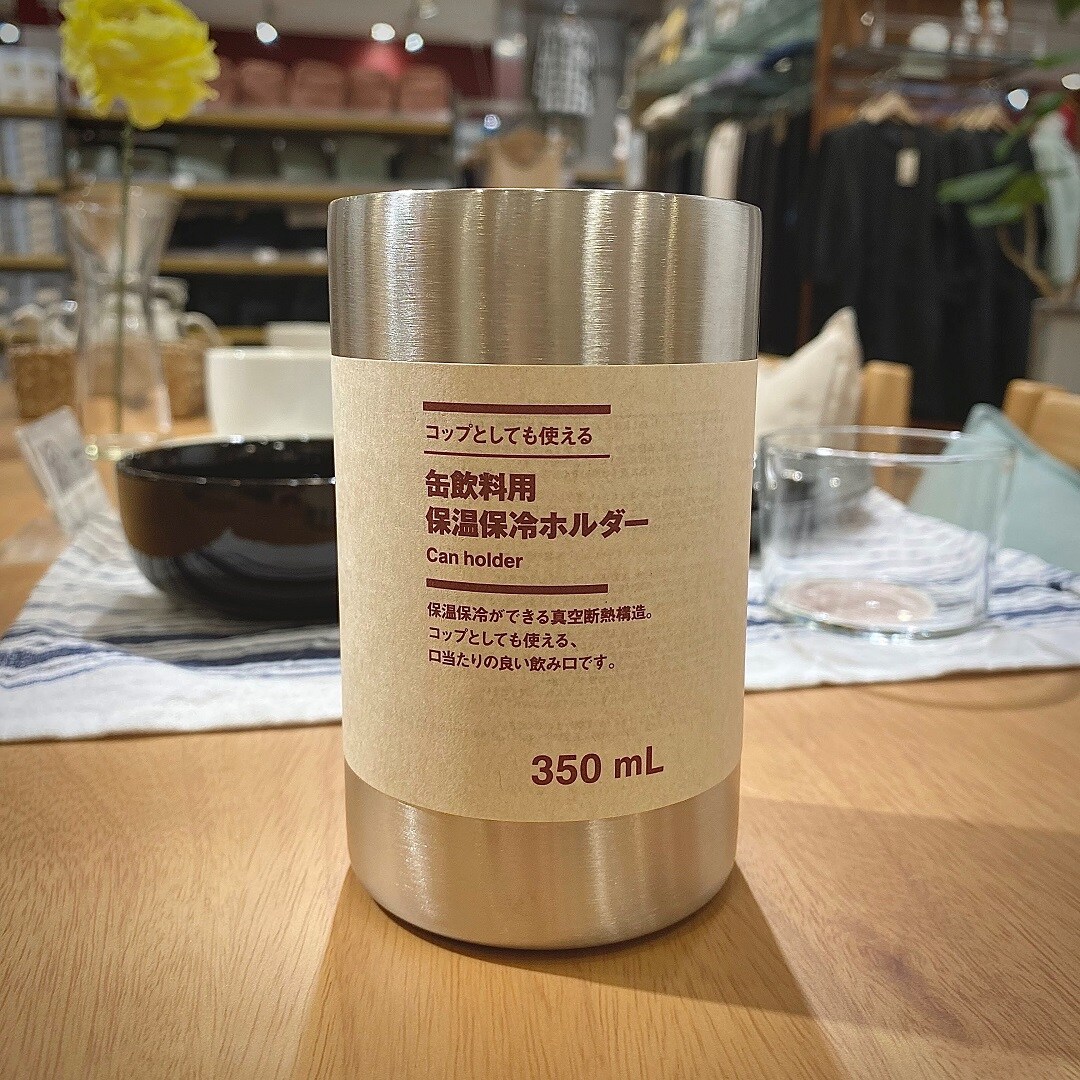 コップとしても使える
缶飲料用
保温保冷ホルダー
Can holder
保温保冷ができる真空断熱構造。
コップとしても使える、
口当たりの良い飲み口です。
350 mL